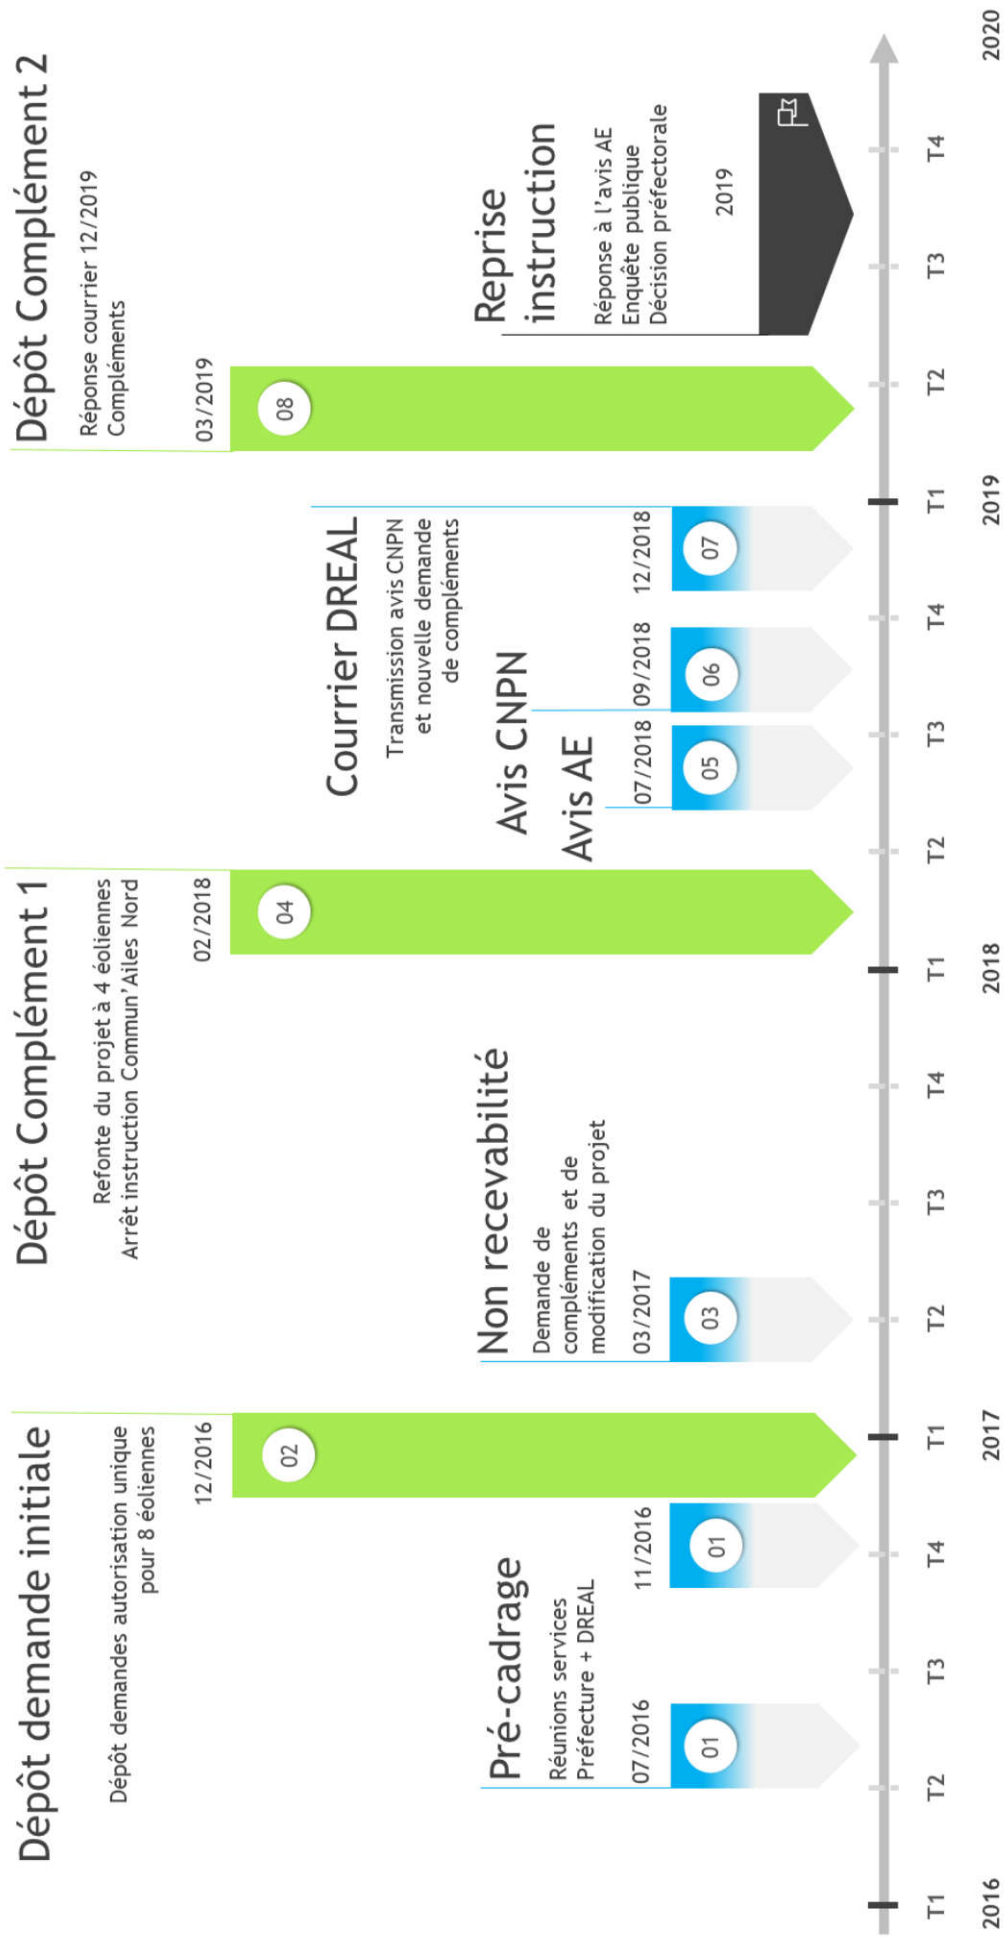 Dépôt demande initiale
Dépôt demandes autorisation unique
pour 8 éoliennes
12/2016
02
Dépôt Complément 1
Refonte du projet à 4 éoliennes
Arrêt instruction Commun'Ailes Nord
02/2018
04
Dépôt Complément 2
Réponse courrier 12/2019
Compléments
03/2019
08
Pré-cadrage
Réunions services
Préfecture + DREAL
07/2016
01
11/2016
01
Non recevabilité
Demande de
compléments et de
modification du projet
03/2017
03
Avis AE
07/2018
05
Avis CNPN
09/2018
06
Courrier DREAL
Transmission avis CNPN
et nouvelle demande
de compléments
12/2018
07
Reprise
instruction
Réponse à l'avis AE
Enquête publique
Décision préfectorale
2019
T1 T2 T3 T4 T1 T2 T3 T4 T1 T2 T3 T4 T1 T2 T3 T4
2016 2017 2018 2019 2020